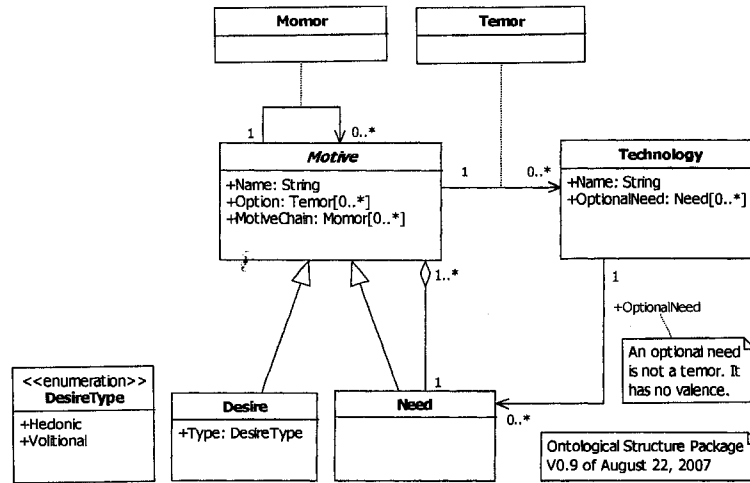 Momor
Temor
1
0..*
Motive
+Name: String
+Option: Temor[0..*]
+MotiveChain: Momor[0..*]
1
0..*
Technology
+Name: String
+OptionalNeed: Need[0..*]
1..*
1
+OptionalNeed
An optional need
is not a temor. It
has no valence.
<<enumeration>>
DesireType
+Hedonic
+Volitional
Desire
+Type: DesireType
1
Need
0..*
Ontological Structure Package
V0.9 of August 22, 2007